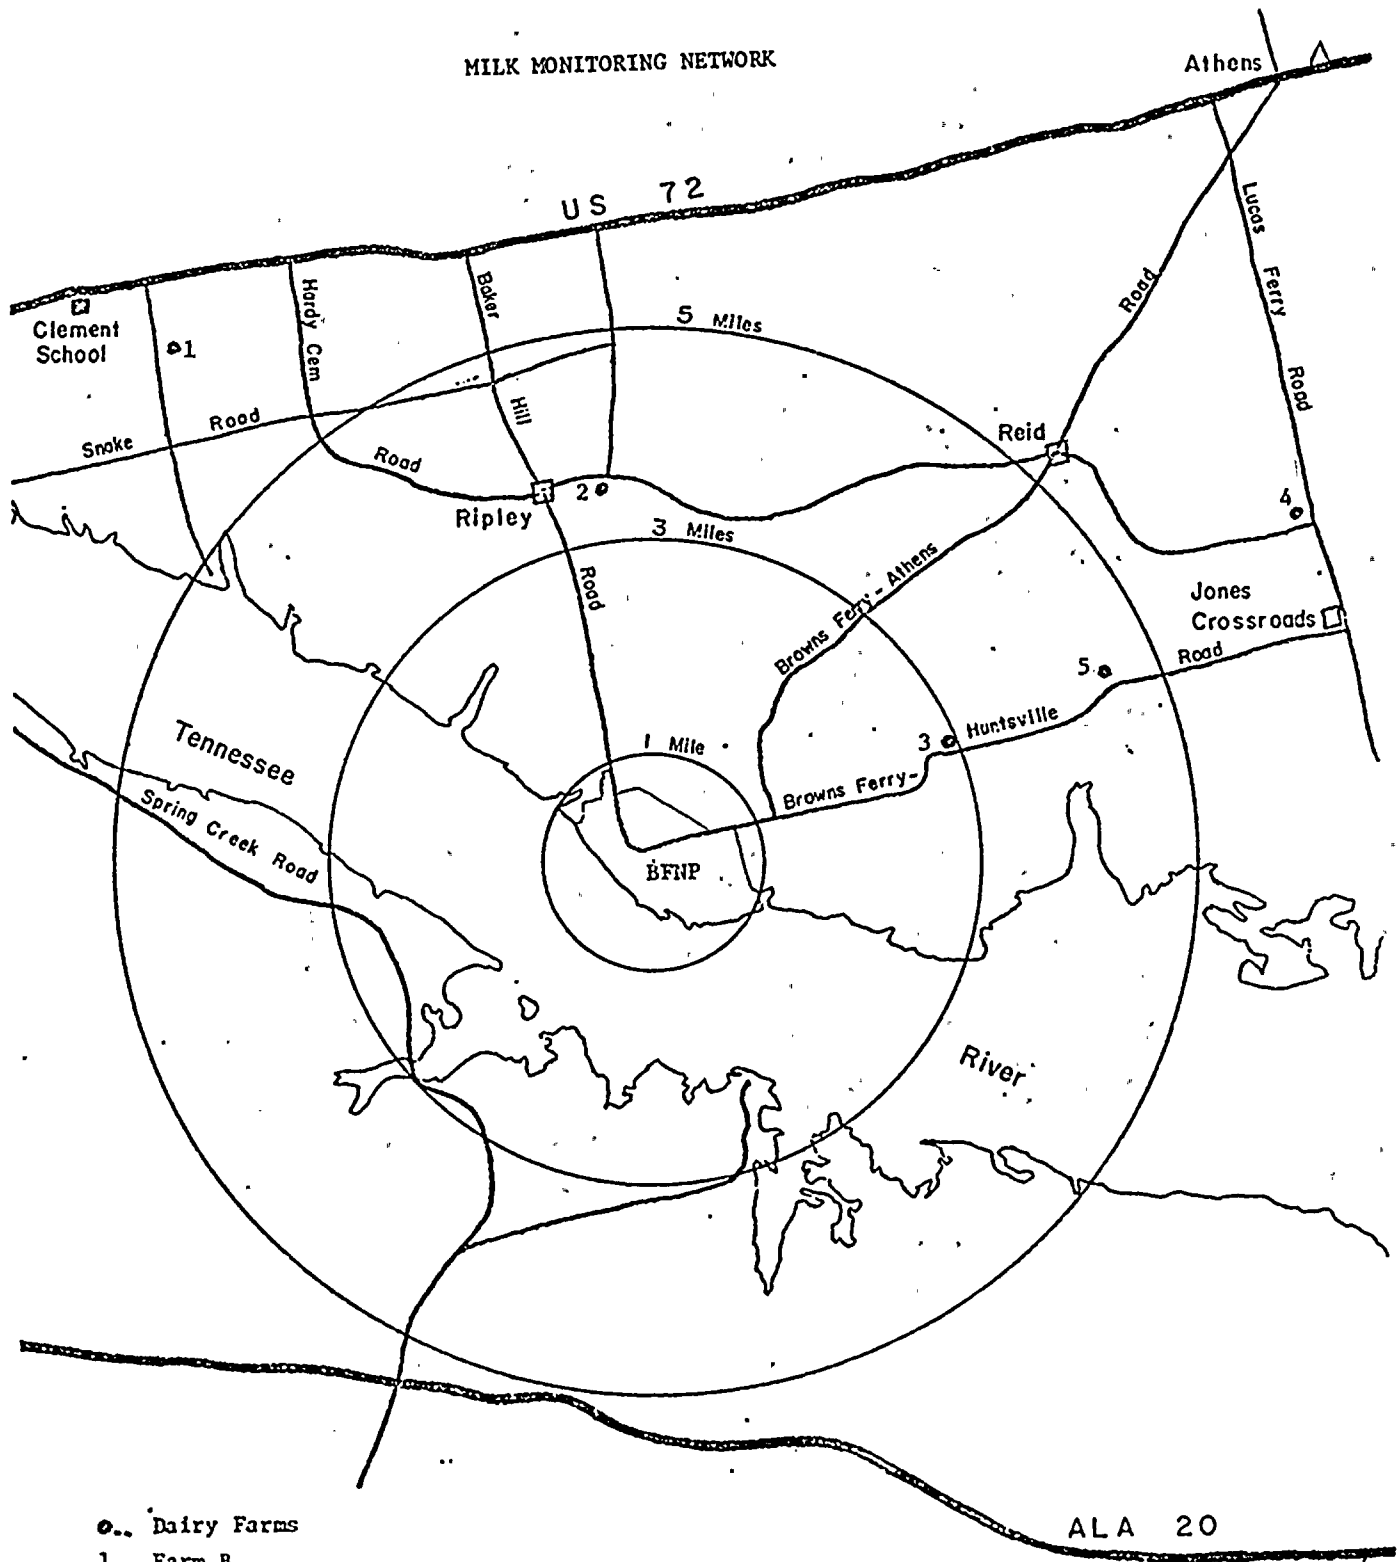 MILK MONITORING NETWORK
Athens
US 72
Lucas Ferry Road
Road
Clement
School
1
Hardy Cem
Baker
Hill
5 Miles
Snake Road
Road
Reid
2
Ripley
4
3 Miles
Road
Browns Ferry - Athens
Jones
Crossroads
5
Road
Tennessee
1 Mile
3
Huntsville
Browns Ferry-
Spring Creek Road
BFNP
River
Dairy Farms
ALA 20
1 Farm B